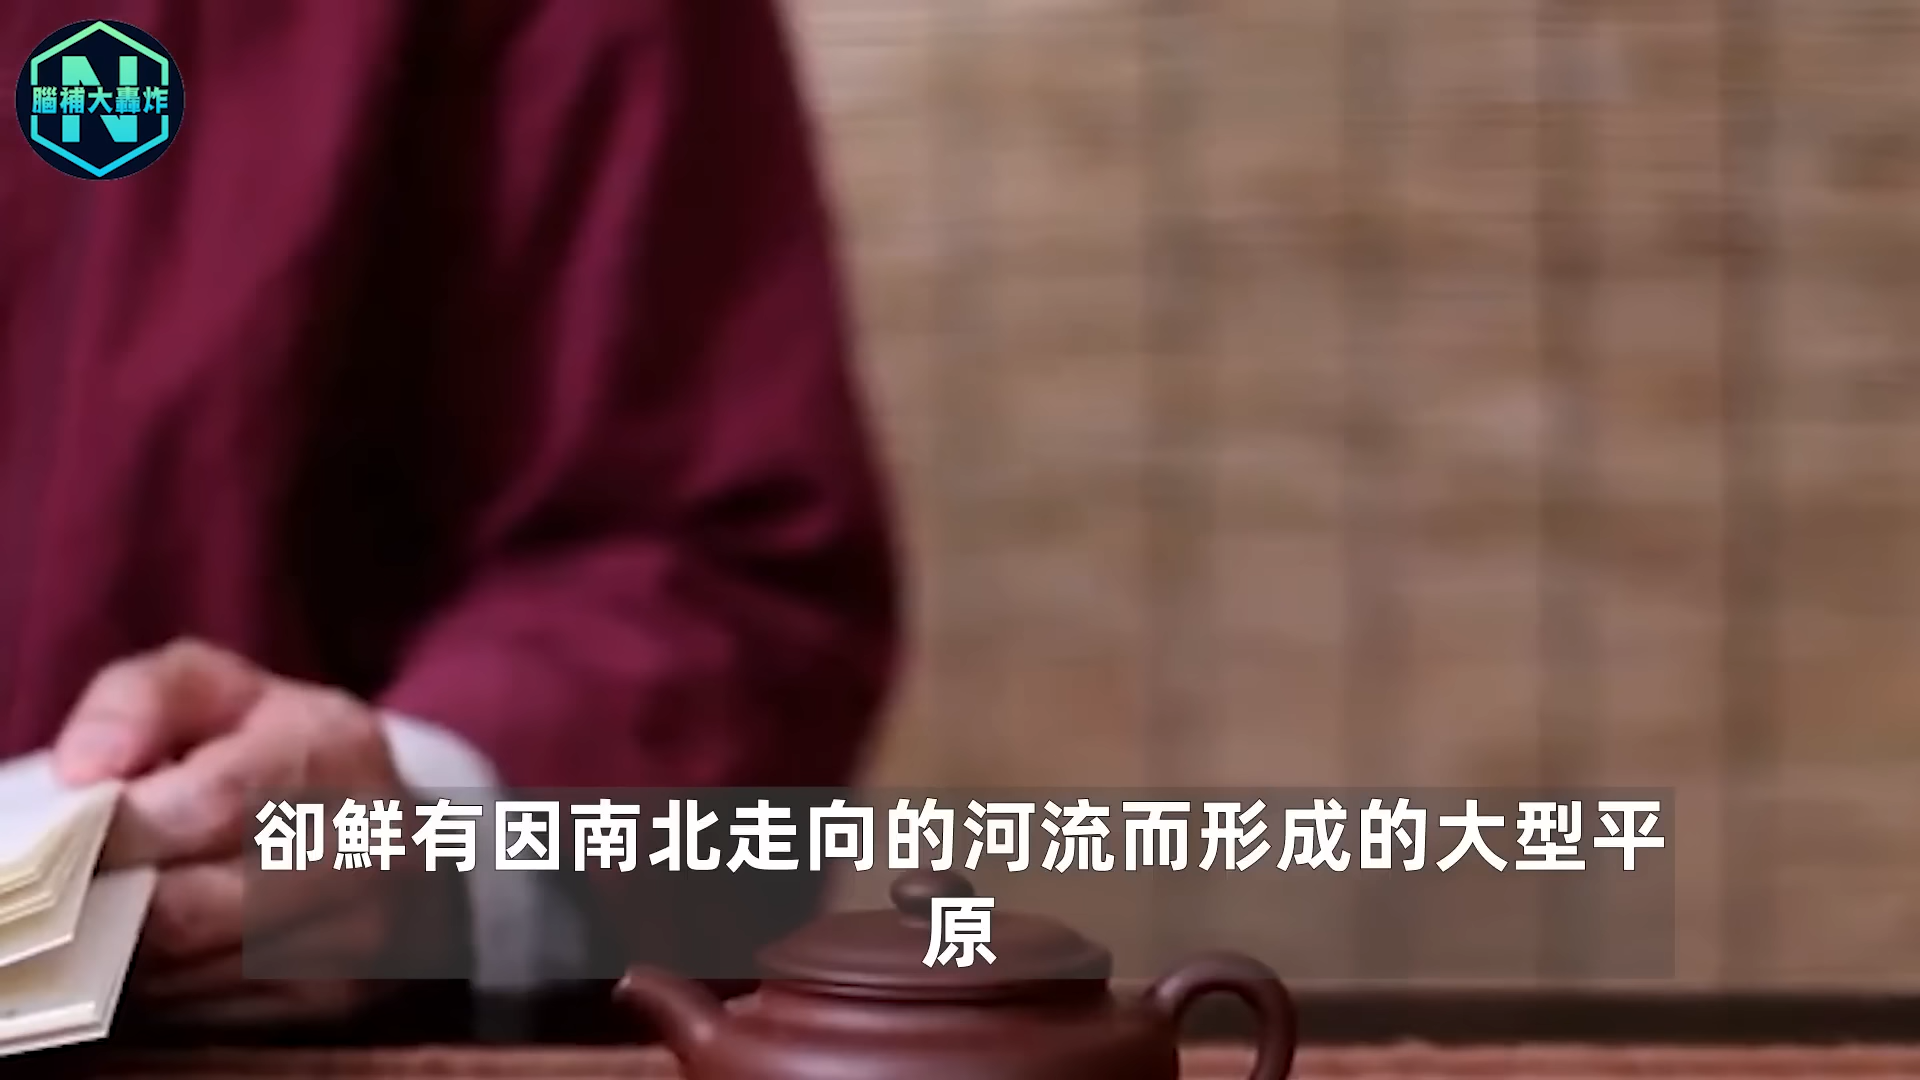 腦補大轟炸
卻鮮有因南北走向的河流而形成的大型平
原